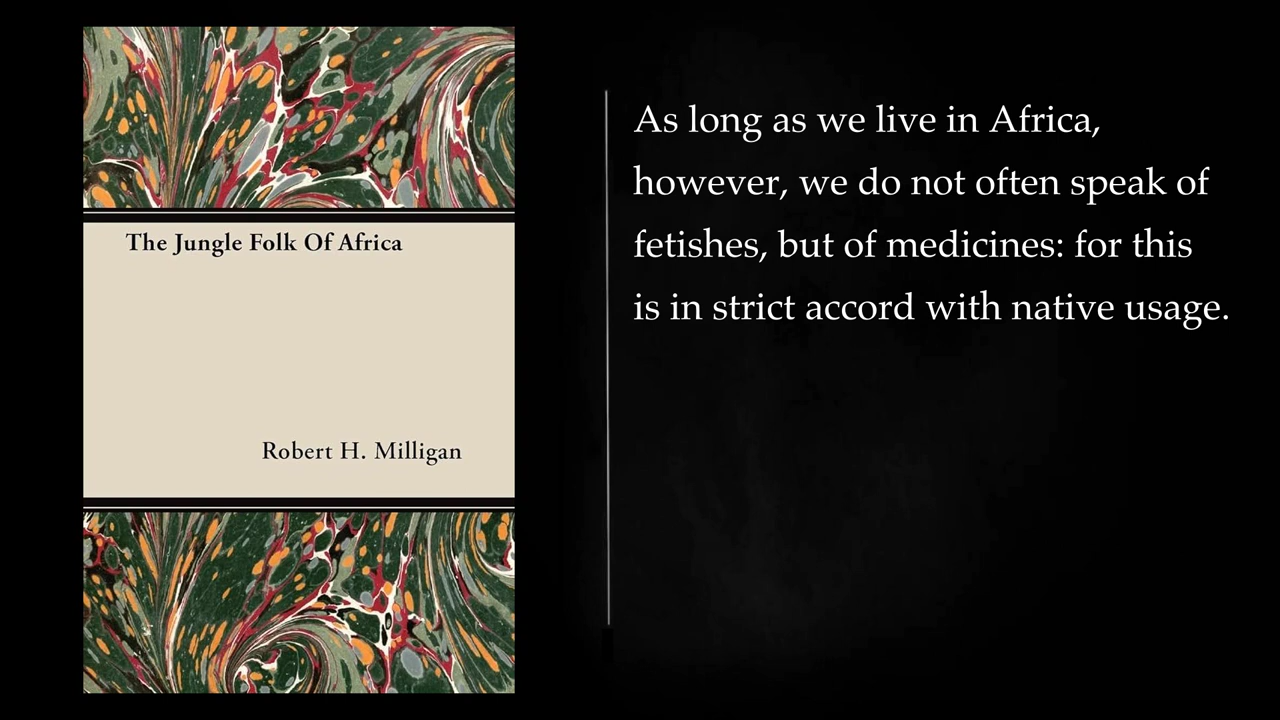 The Jungle Folk Of Africa
Robert H. Milligan
As long as we live in Africa,
however, we do not often speak of
fetishes, but of medicines: for this
is in strict accord with native usage.